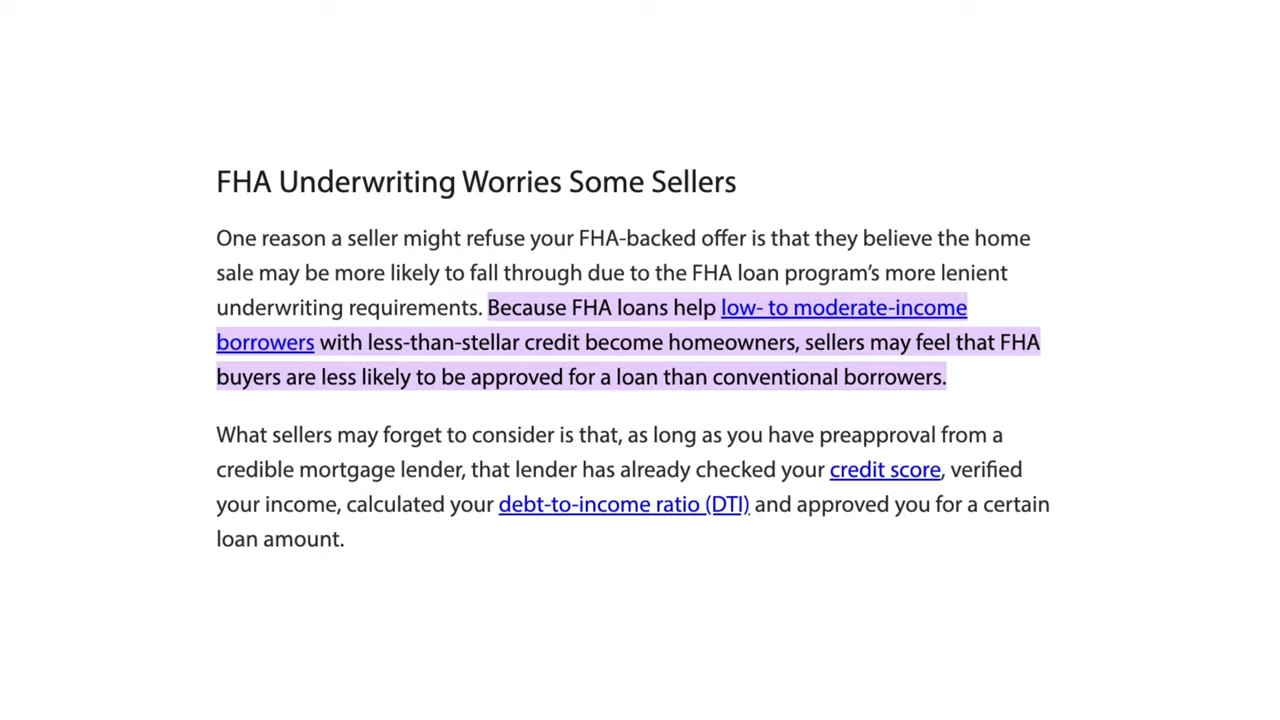 FHA Underwriting Worries Some Sellers
One reason a seller might refuse your FHA-backed offer is that they believe the home
sale may be more likely to fall through due to the FHA loan program’s more lenient
underwriting requirements. Because FHA loans help low- to moderate-income
borrowers with less-than-stellar credit become homeowners, sellers may feel that FHA
buyers are less likely to be approved for a loan than conventional borrowers.
What sellers may forget to consider is that, as long as you have preapproval from a
credible mortgage lender, that lender has already checked your credit score, verified
your income, calculated your debt-to-income ratio (DTI) and approved you for a certain
loan amount.